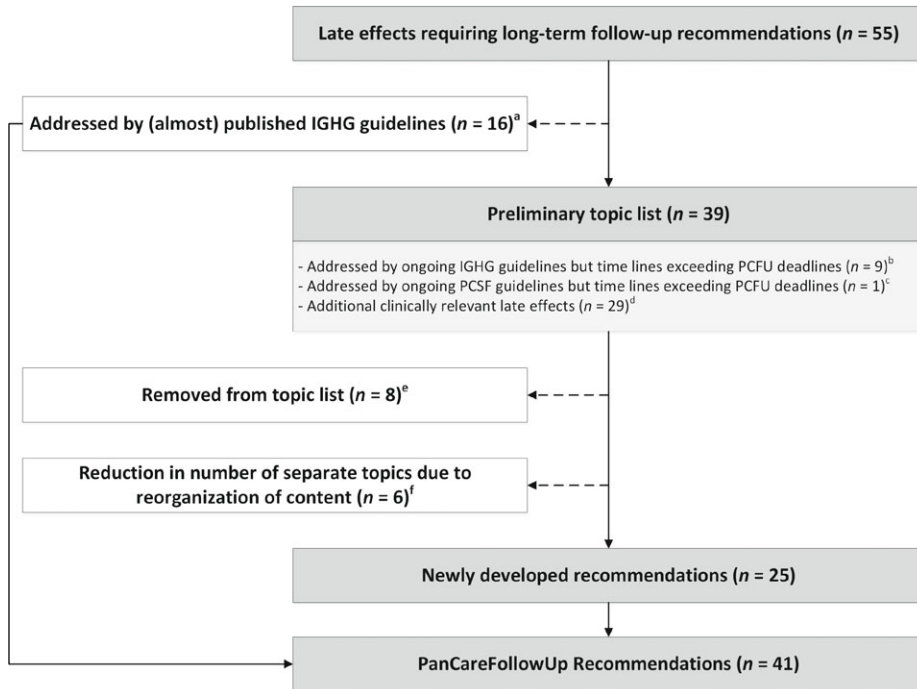 Late effects requiring long-term follow-up recommendations (n = 55)
Addressed by (almost) published IGHG guidelines (n = 16)a
Preliminary topic list (n = 39)
- Addressed by ongoing IGHG guidelines but time lines exceeding PCFU deadlines (n = 9)b
- Addressed by ongoing PCSF guidelines but time lines exceeding PCFU deadlines (n = 1)c
- Additional clinically relevant late effects (n = 29)d
Removed from topic list (n = 8)e
Reduction in number of separate topics due to
reorganization of content (n = 6)f
Newly developed recommendations (n = 25)
PanCareFollowUp Recommendations (n = 41)